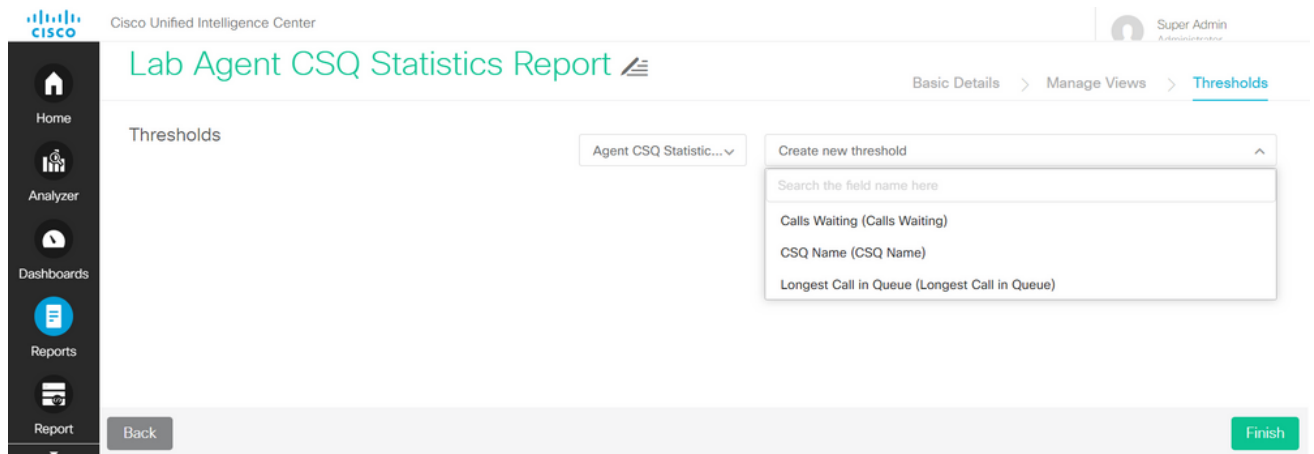 CISCO
Cisco Unified Intelligence Center
Super Admin
Administrator
Lab Agent CSQ Statistics Report
Basic Details > Manage Views > Thresholds
Home
Analyzer
Dashboards
Reports
Report
Thresholds
Agent CSQ Statistic...
Create new threshold
Search the field name here
Calls Waiting (Calls Waiting)
CSQ Name (CSQ Name)
Longest Call in Queue (Longest Call in Queue)
Back
Finish